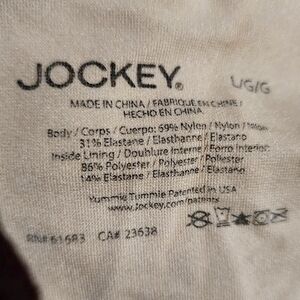 JOCKEY® L/G/G
MADE IN CHINA / FABRIQUÉ EN CHINE /
HECHO EN CHINA
Body / Corps / Cuerpo: 69% Nylon / Nylon /
31% Elastane / Elasthanne / Elastano
Inside Lining / Doublure Interne / Forro Interior:
86% Polyester / Polyester / Poliéster
14% Elastane / Elasthanne / Elastano
Yummie Tummie Patented in USA
www.jockey.com/patents
RN# 61683 CA# 23638